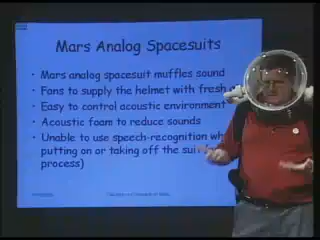 Mars Analog Spacesuits
• Mars analog spacesuit muffles sound
• Fans to supply the helmet with fresh
• Easy to control acoustic environment
• Acoustic foam to reduce sounds
• Unable to use speech-recognition wh
putting on or taking off the sui
process)